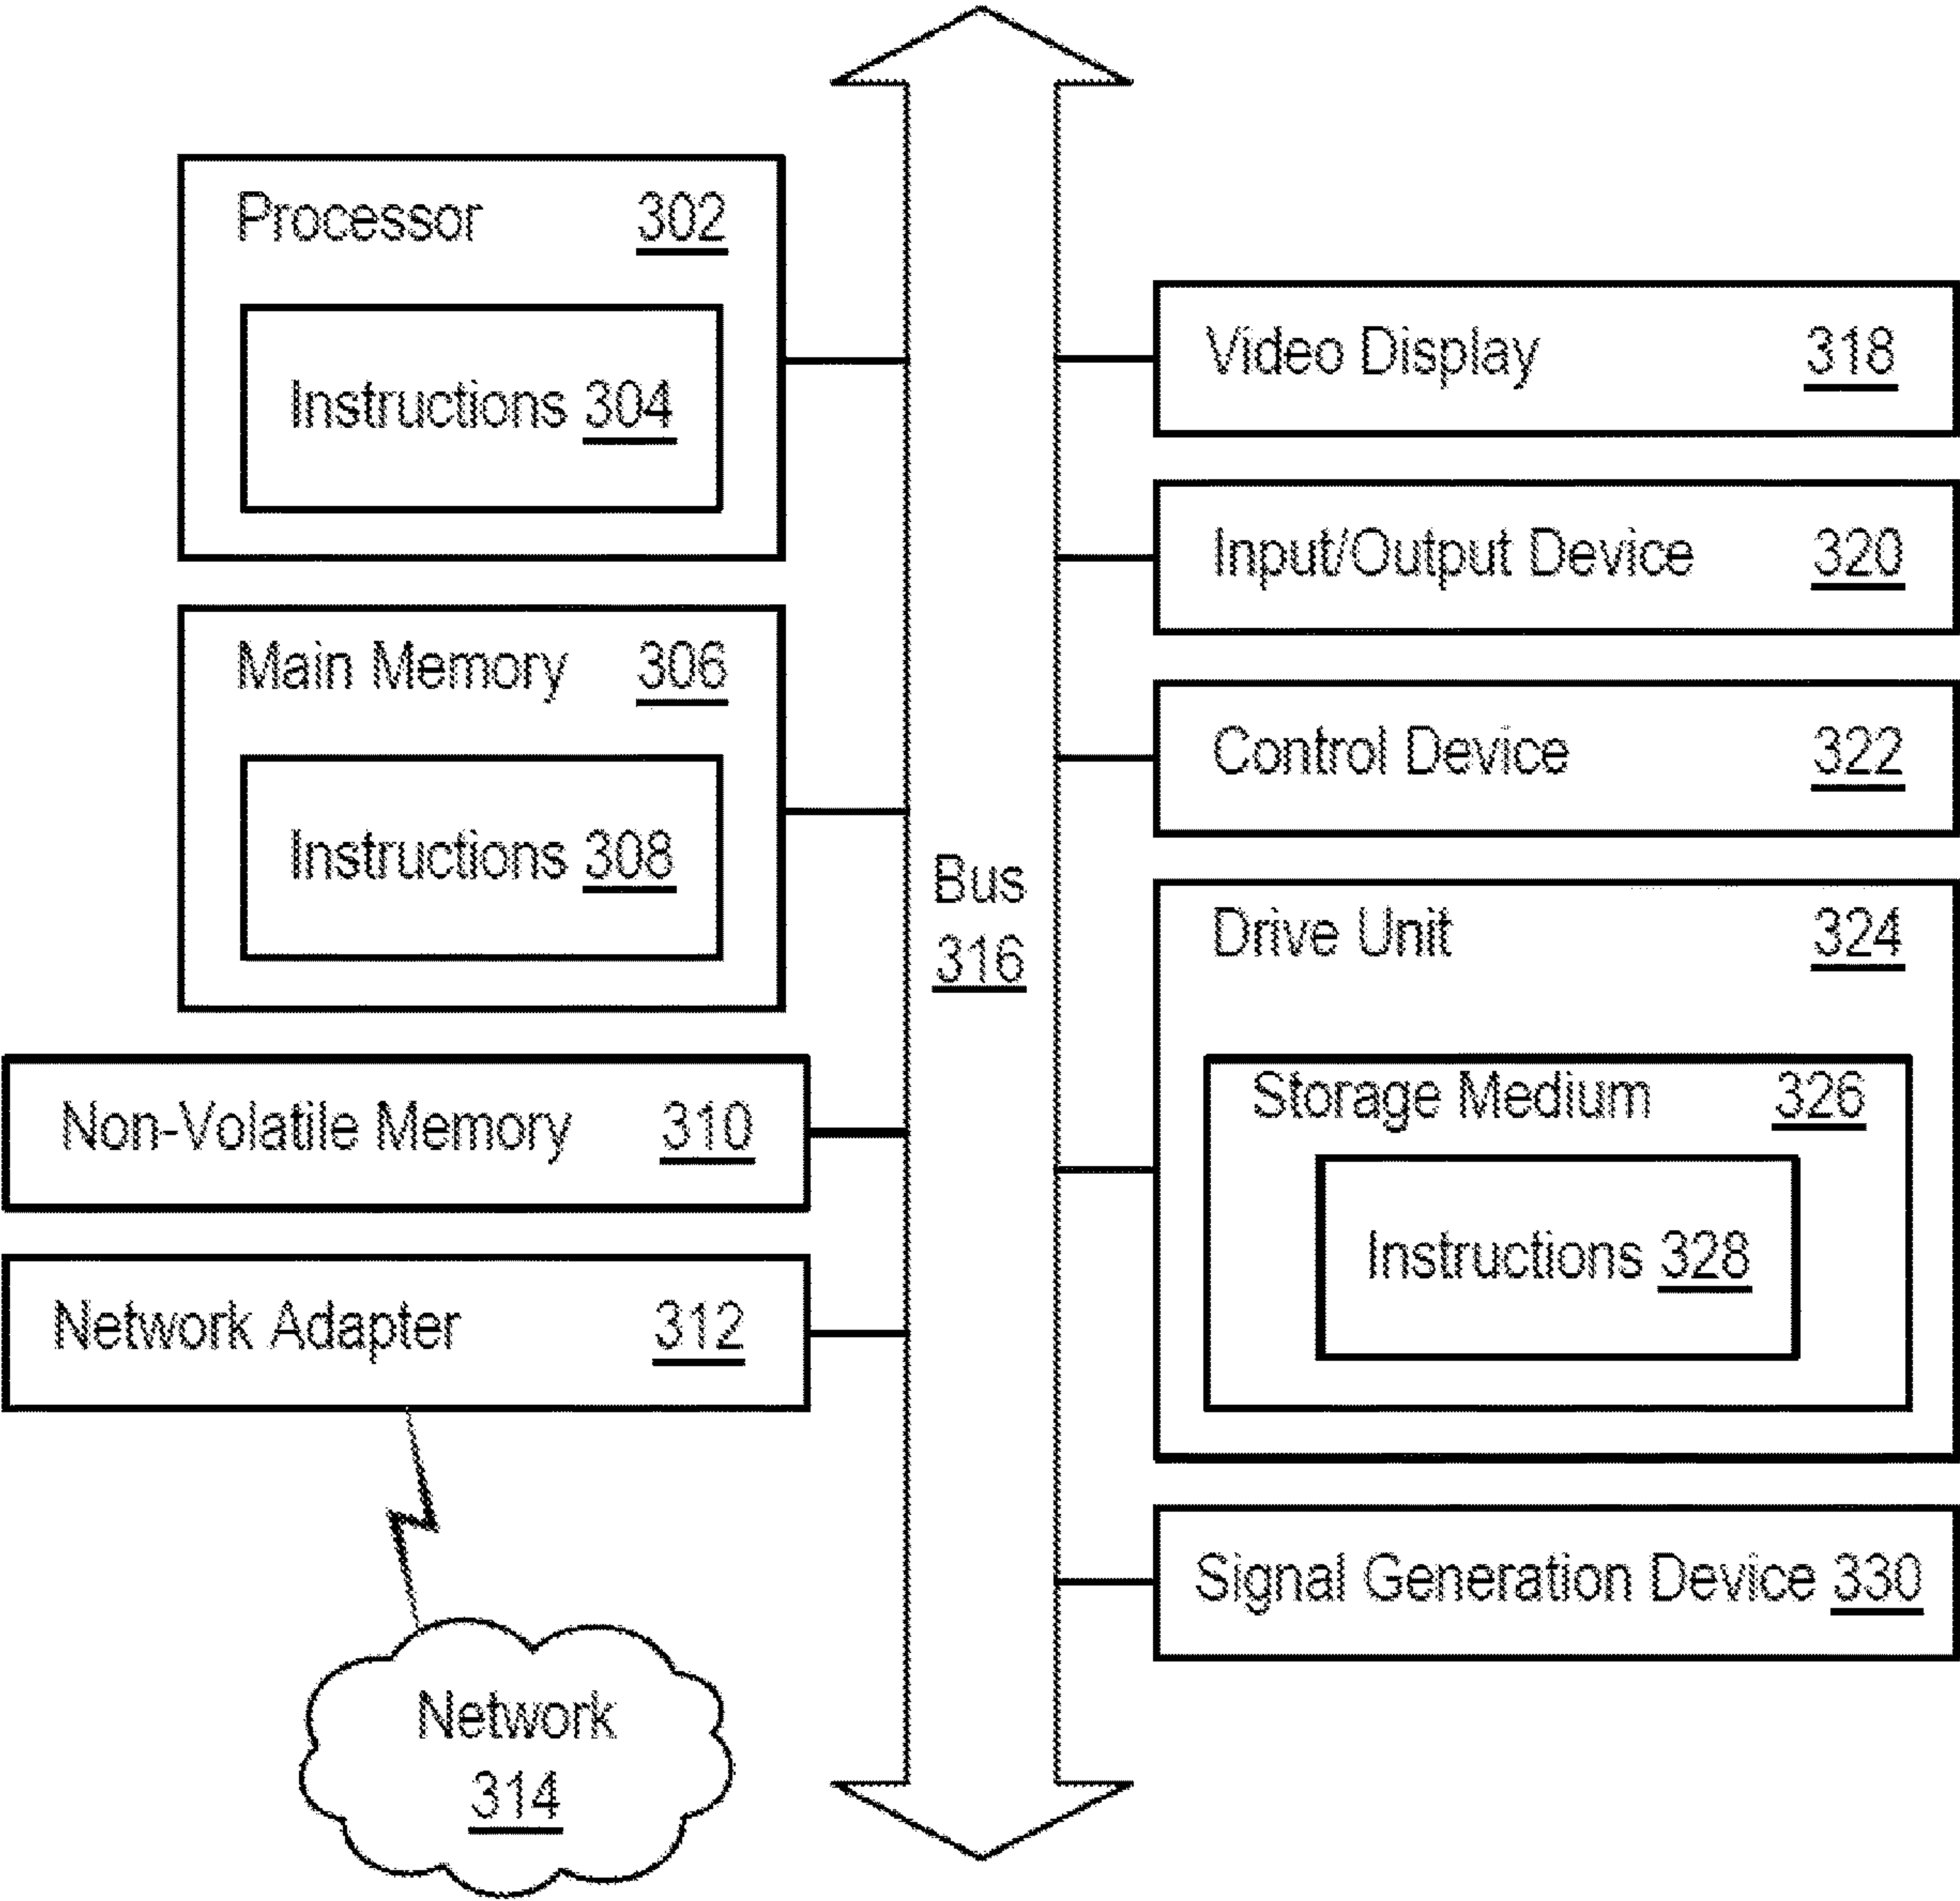 Processor 302
Instructions 304
Main Memory 306
Instructions 308
Non-Volatile Memory 310
Network Adapter 312
Network
314
Bus
316
Video Display 318
Input/Output Device 320
Control Device 322
Drive Unit 324
Storage Medium 326
Instructions 328
Signal Generation Device 330